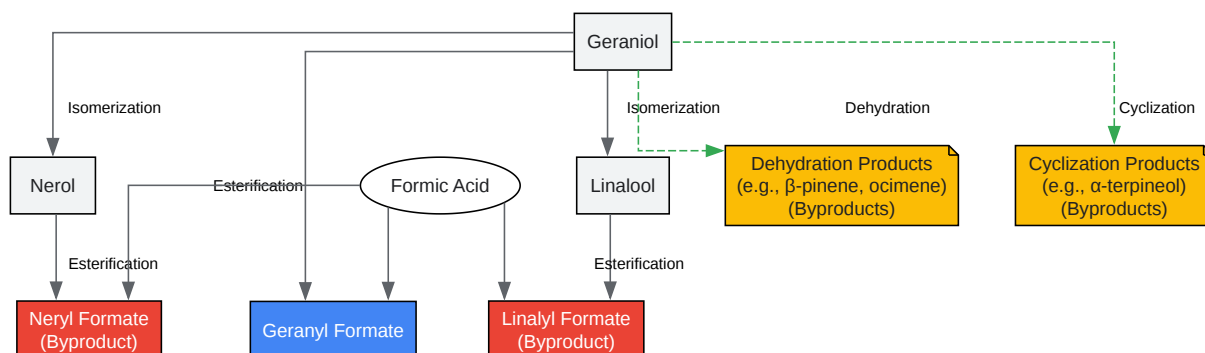 Geraniol
Isomerization
Isomerization
Dehydration
Cyclization
Nerol
Esterification
Formic Acid
Linalool
Dehydration Products
(e.g., β-pinene, ocimene)
(Byproducts)
Cyclization Products
(e.g., α-terpineol)
(Byproducts)
Esterification
Esterification
Neryl Formate
(Byproduct)
Geranyl Formate
Linalyl Formate
(Byproduct)